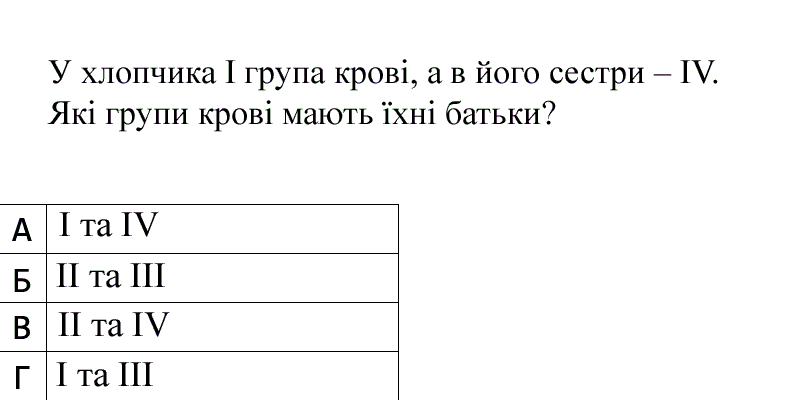 У хлопчика I група крові, а в його сестри – IV.
Які групи крові мають їхні батьки?
А I та IV
Б II та III
В II та IV
Г I та III